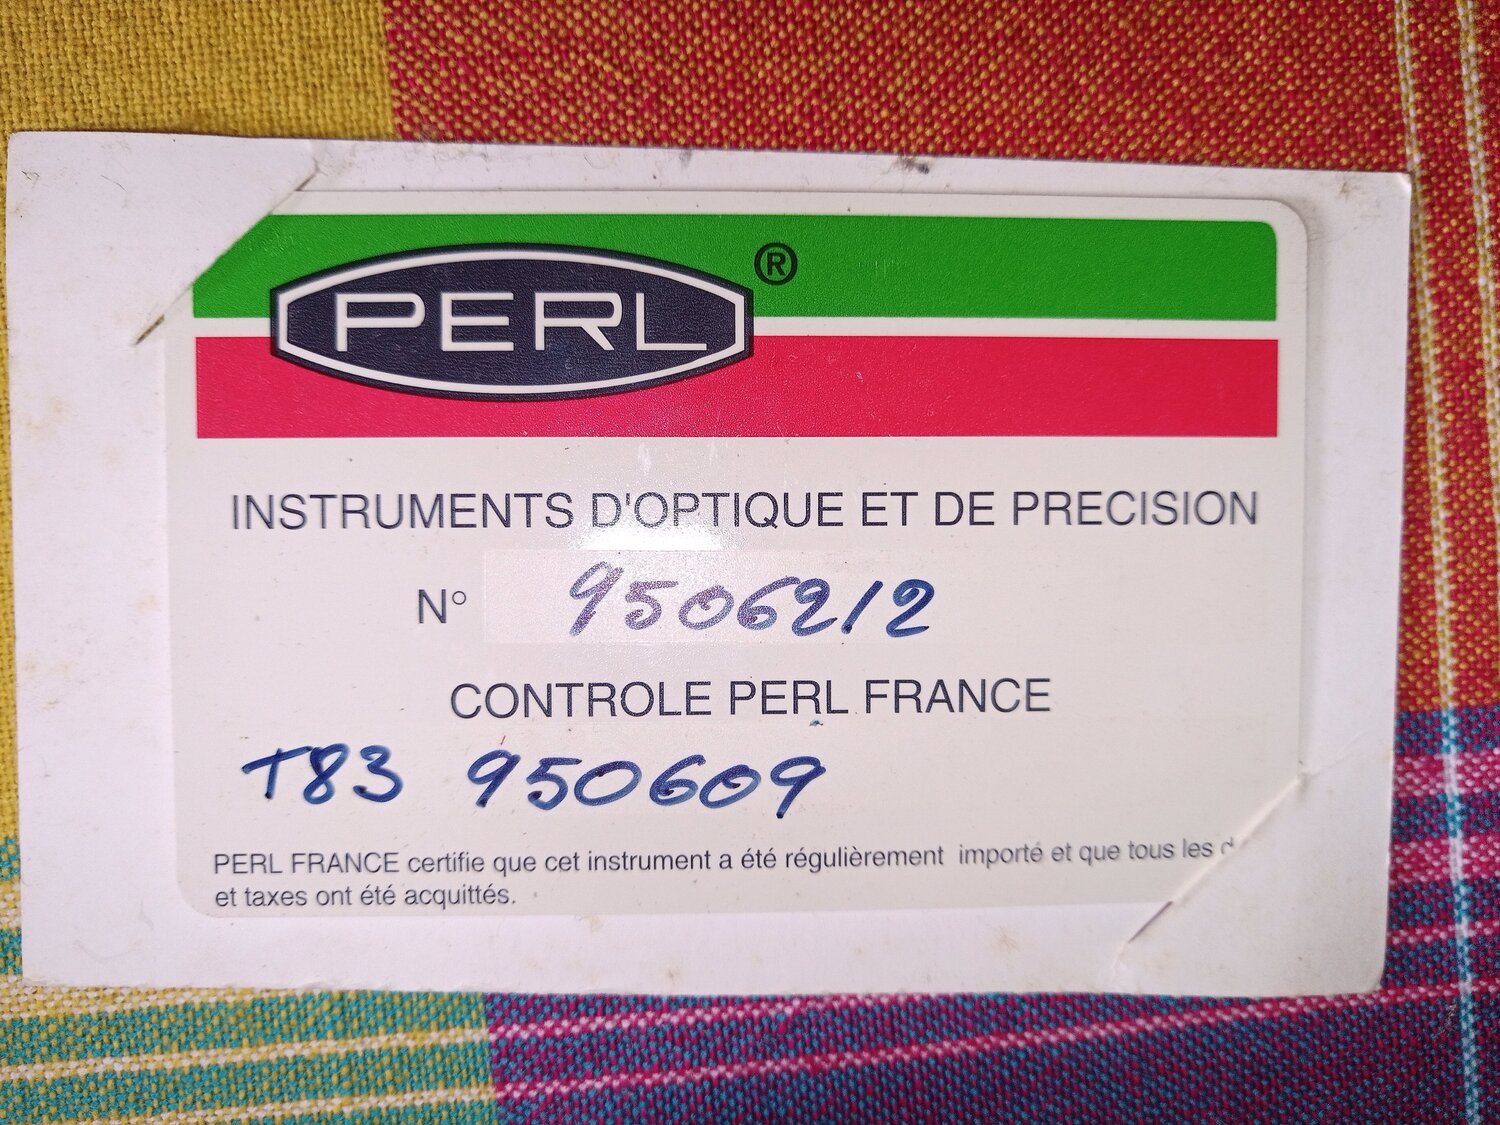 PERL ®
INSTRUMENTS D'OPTIQUE ET DE PRECISION
N° 9506212
CONTROLE PERL FRANCE
T83 950609
PERL FRANCE certifie que cet instrument a été régulièrement importé et que tous les
et taxes ont été acquittés.